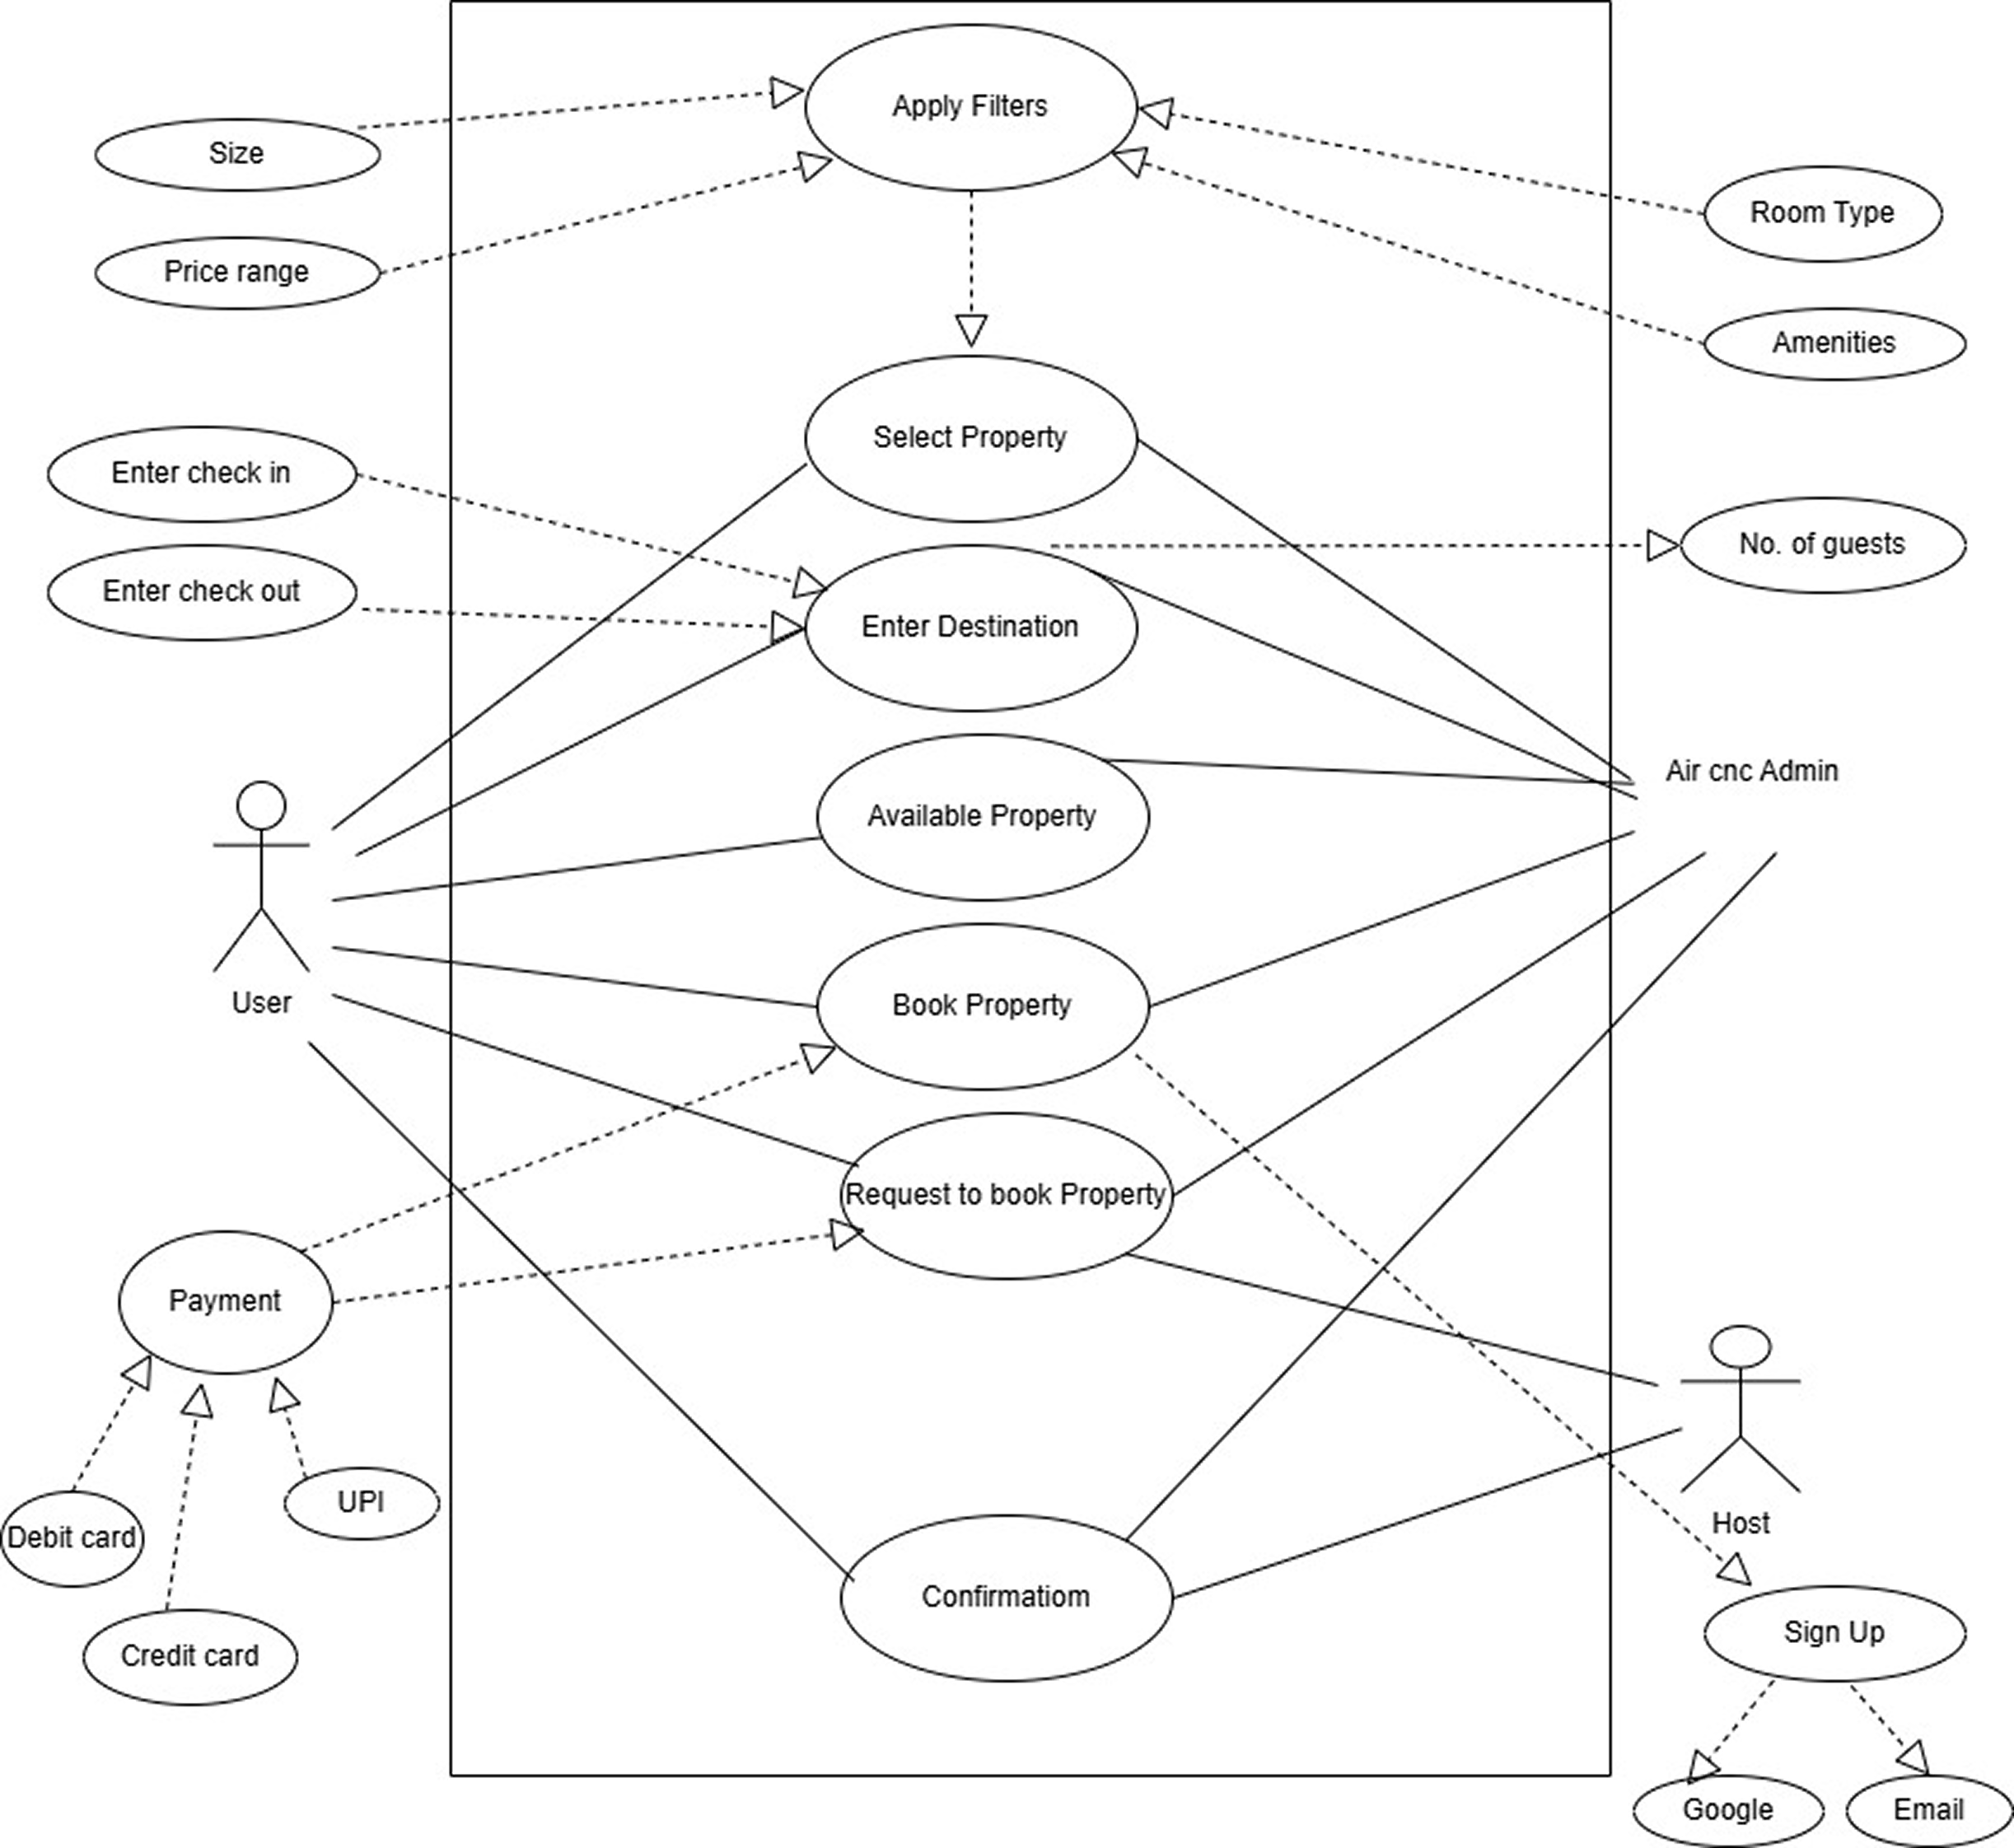 Apply Filters
Size
Room Type
Price range
Amenities
Select Property
Enter check in
No. of guests
Enter check out
Enter Destination
Air cnc Admin
Available Property
User
Book Property
Request to book Property
Payment
UPI
Debit card
Host
Confirmatiom
Sign Up
Credit card
Google
Email